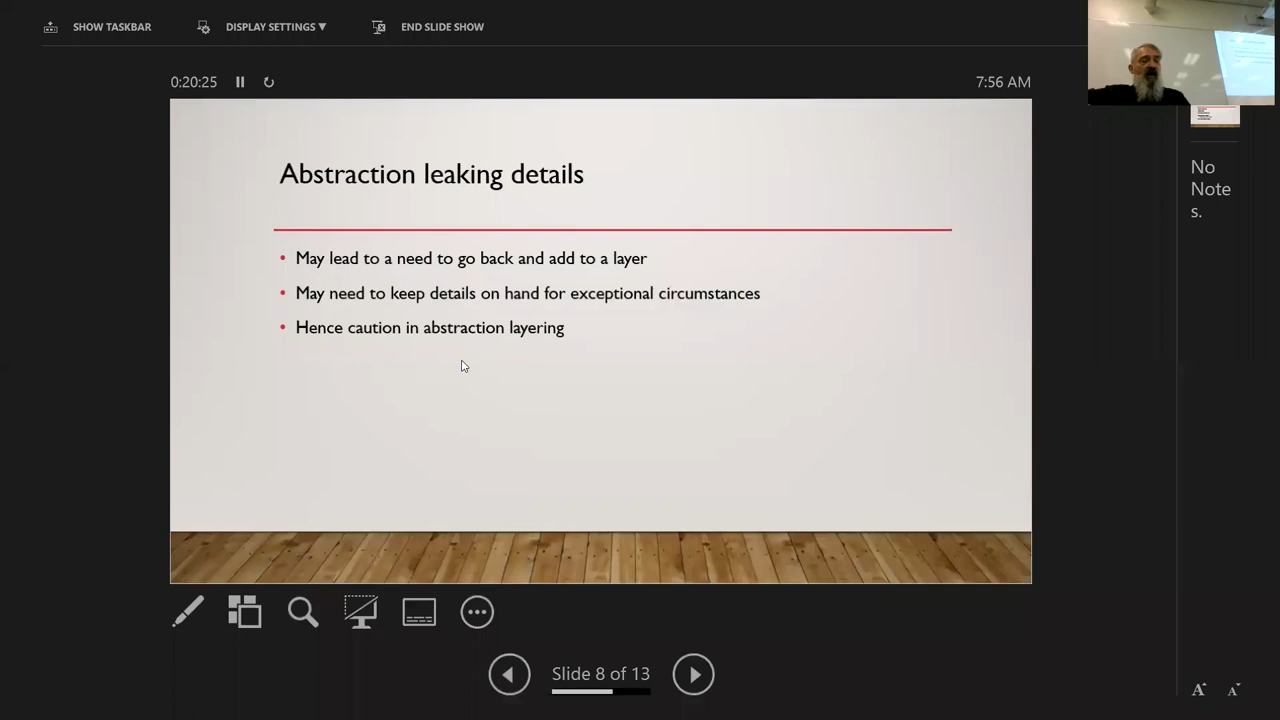 SHOW TASKBAR
DISPLAY SETTINGS ▼
END SLIDE SHOW
0:20:25
7:56 AM
Abstraction leaking details
• May lead to a need to go back and add to a layer
• May need to keep details on hand for exceptional circumstances
• Hence caution in abstraction layering
No
Note
s.
Slide 8 of 13
A A